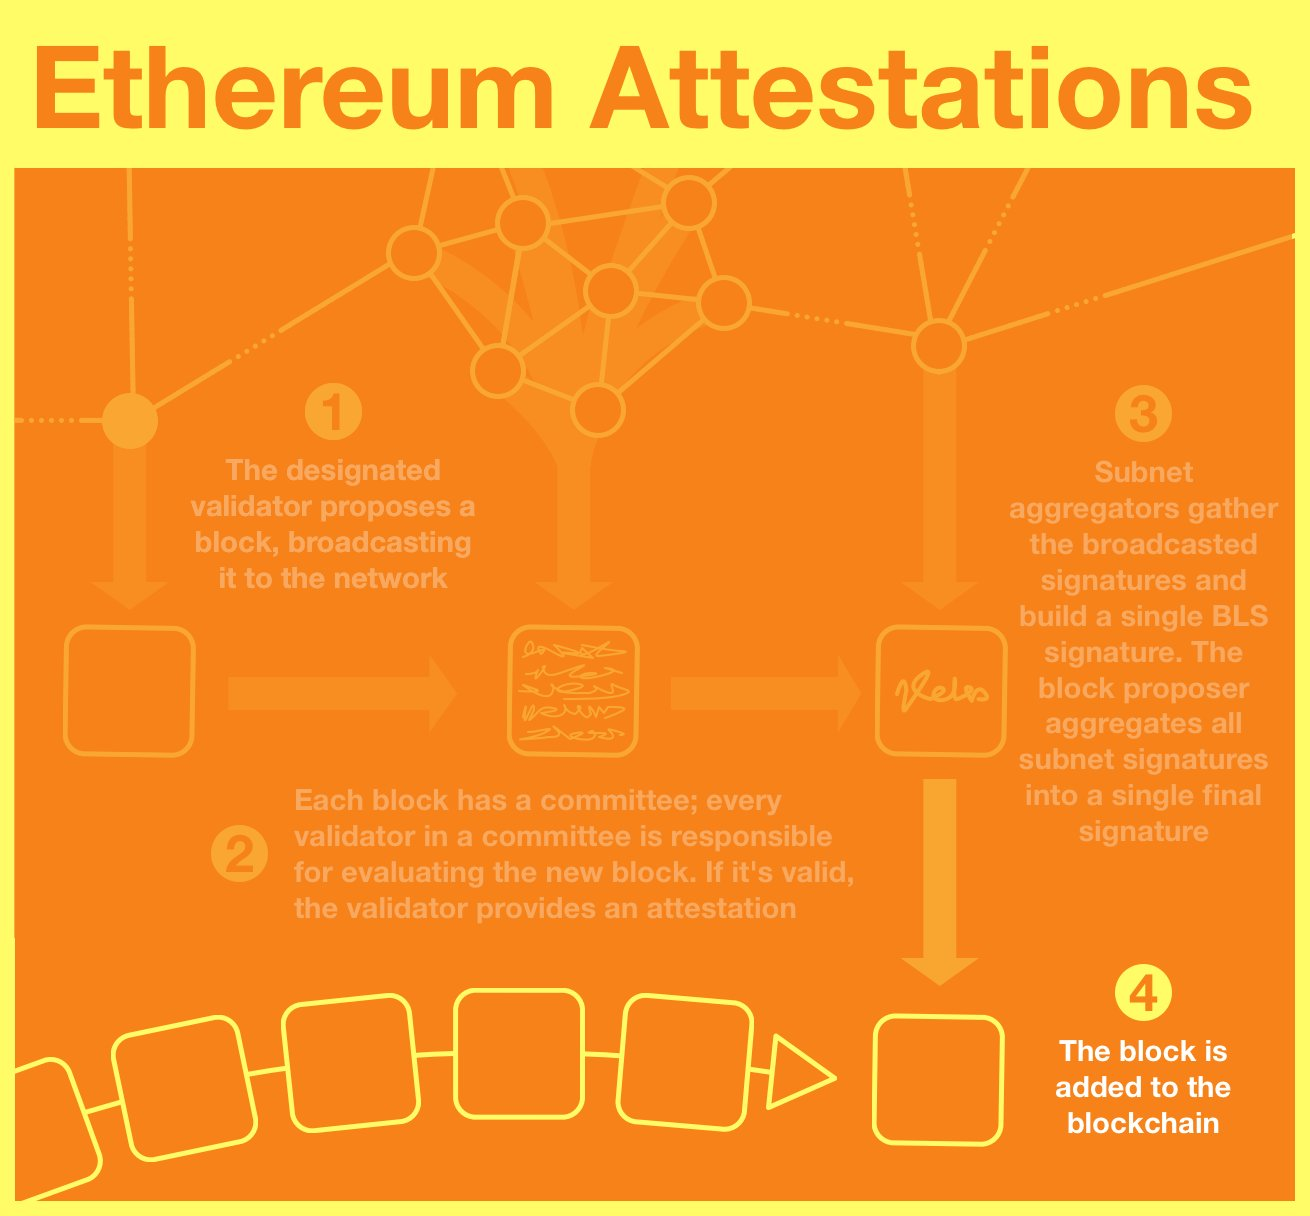 Ethereum Attestations
1
The designated
validator proposes a
block, broadcasting
it to the network
2
Each block has a committee; every
validator in a committee is responsible
for evaluating the new block. If it's valid,
the validator provides an attestation
3
Subnet
aggregators gather
the broadcasted
signatures and
build a single BLS
signature. The
block proposer
aggregates all
subnet signatures
into a single final
signature
4
The block is
added to the
blockchain